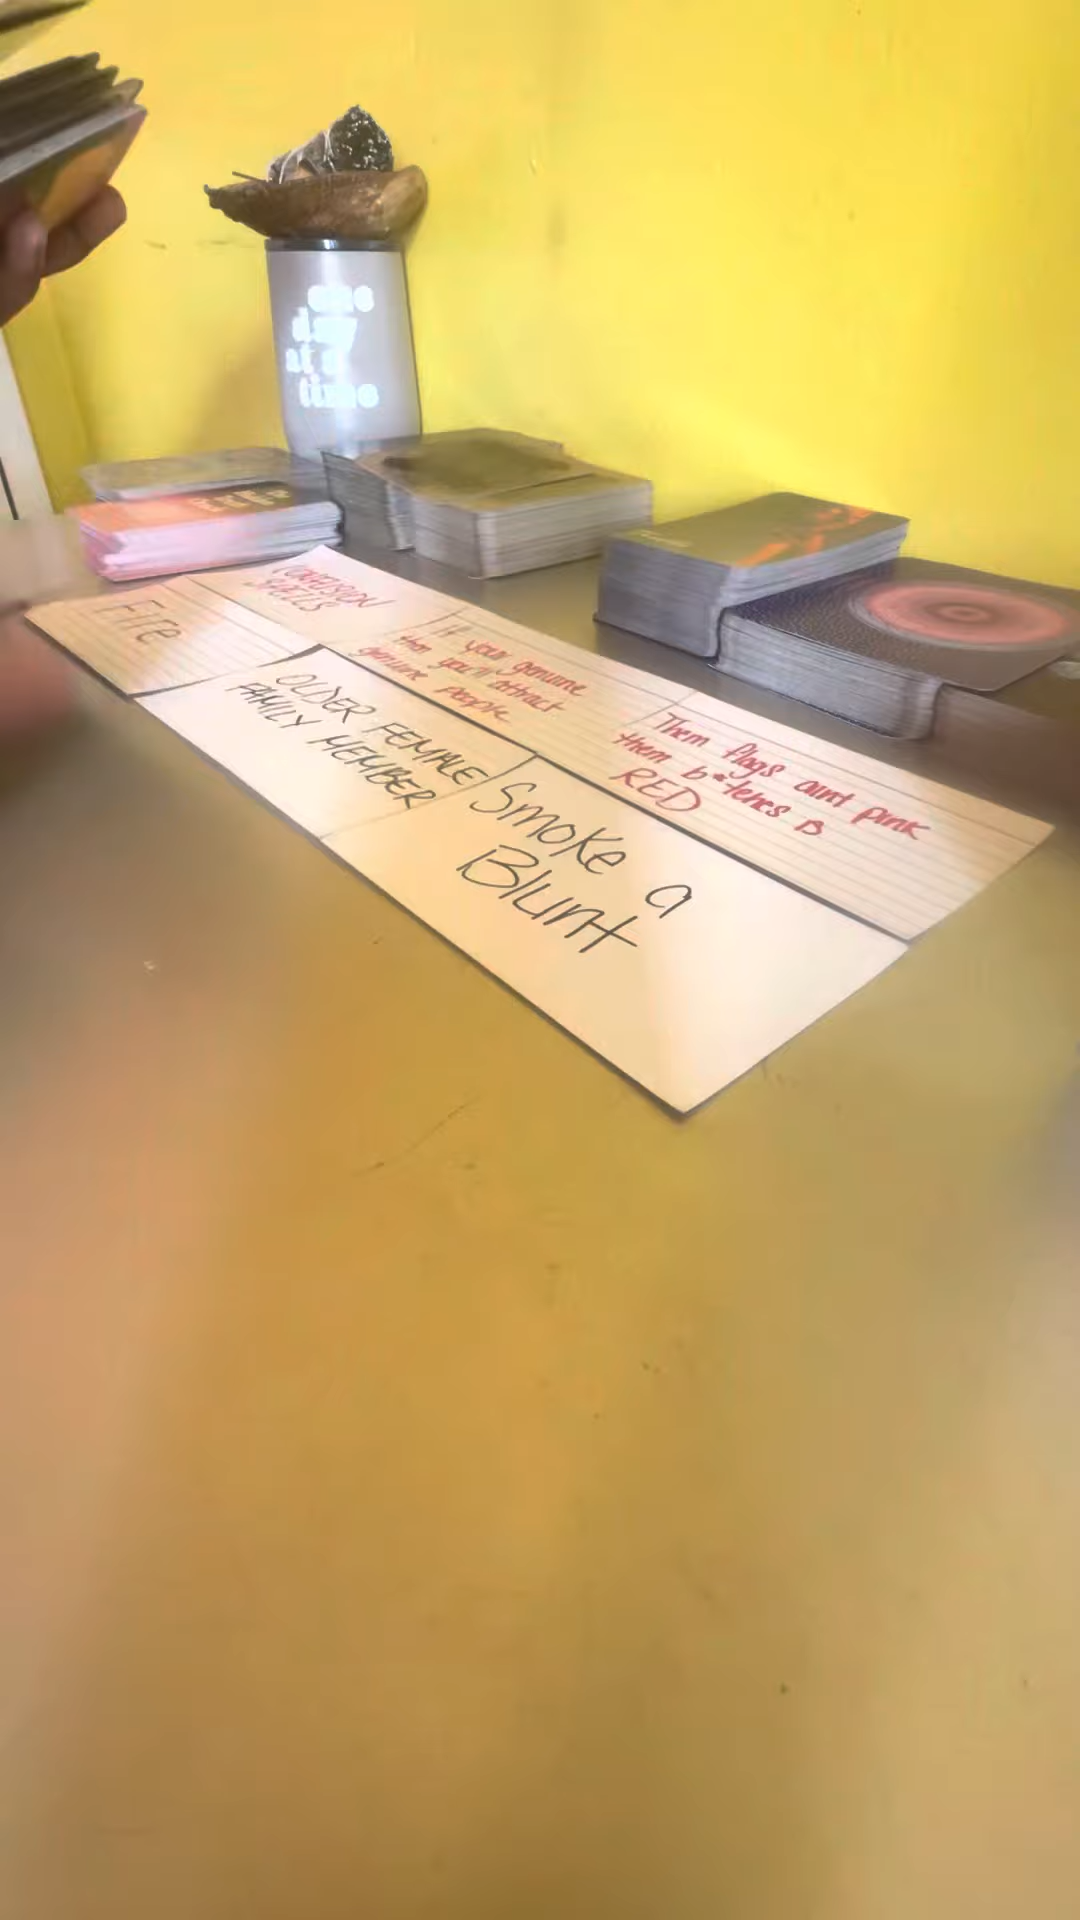 one
day
at a
time
Fire
CONFUSION
SPELLS
If your genuine
then you'll attract
genuine people
Them flags aint pink
them b*tches is
RED
OLDER FEMALE
FAMILY MEMBER
Smoke a
Blunt